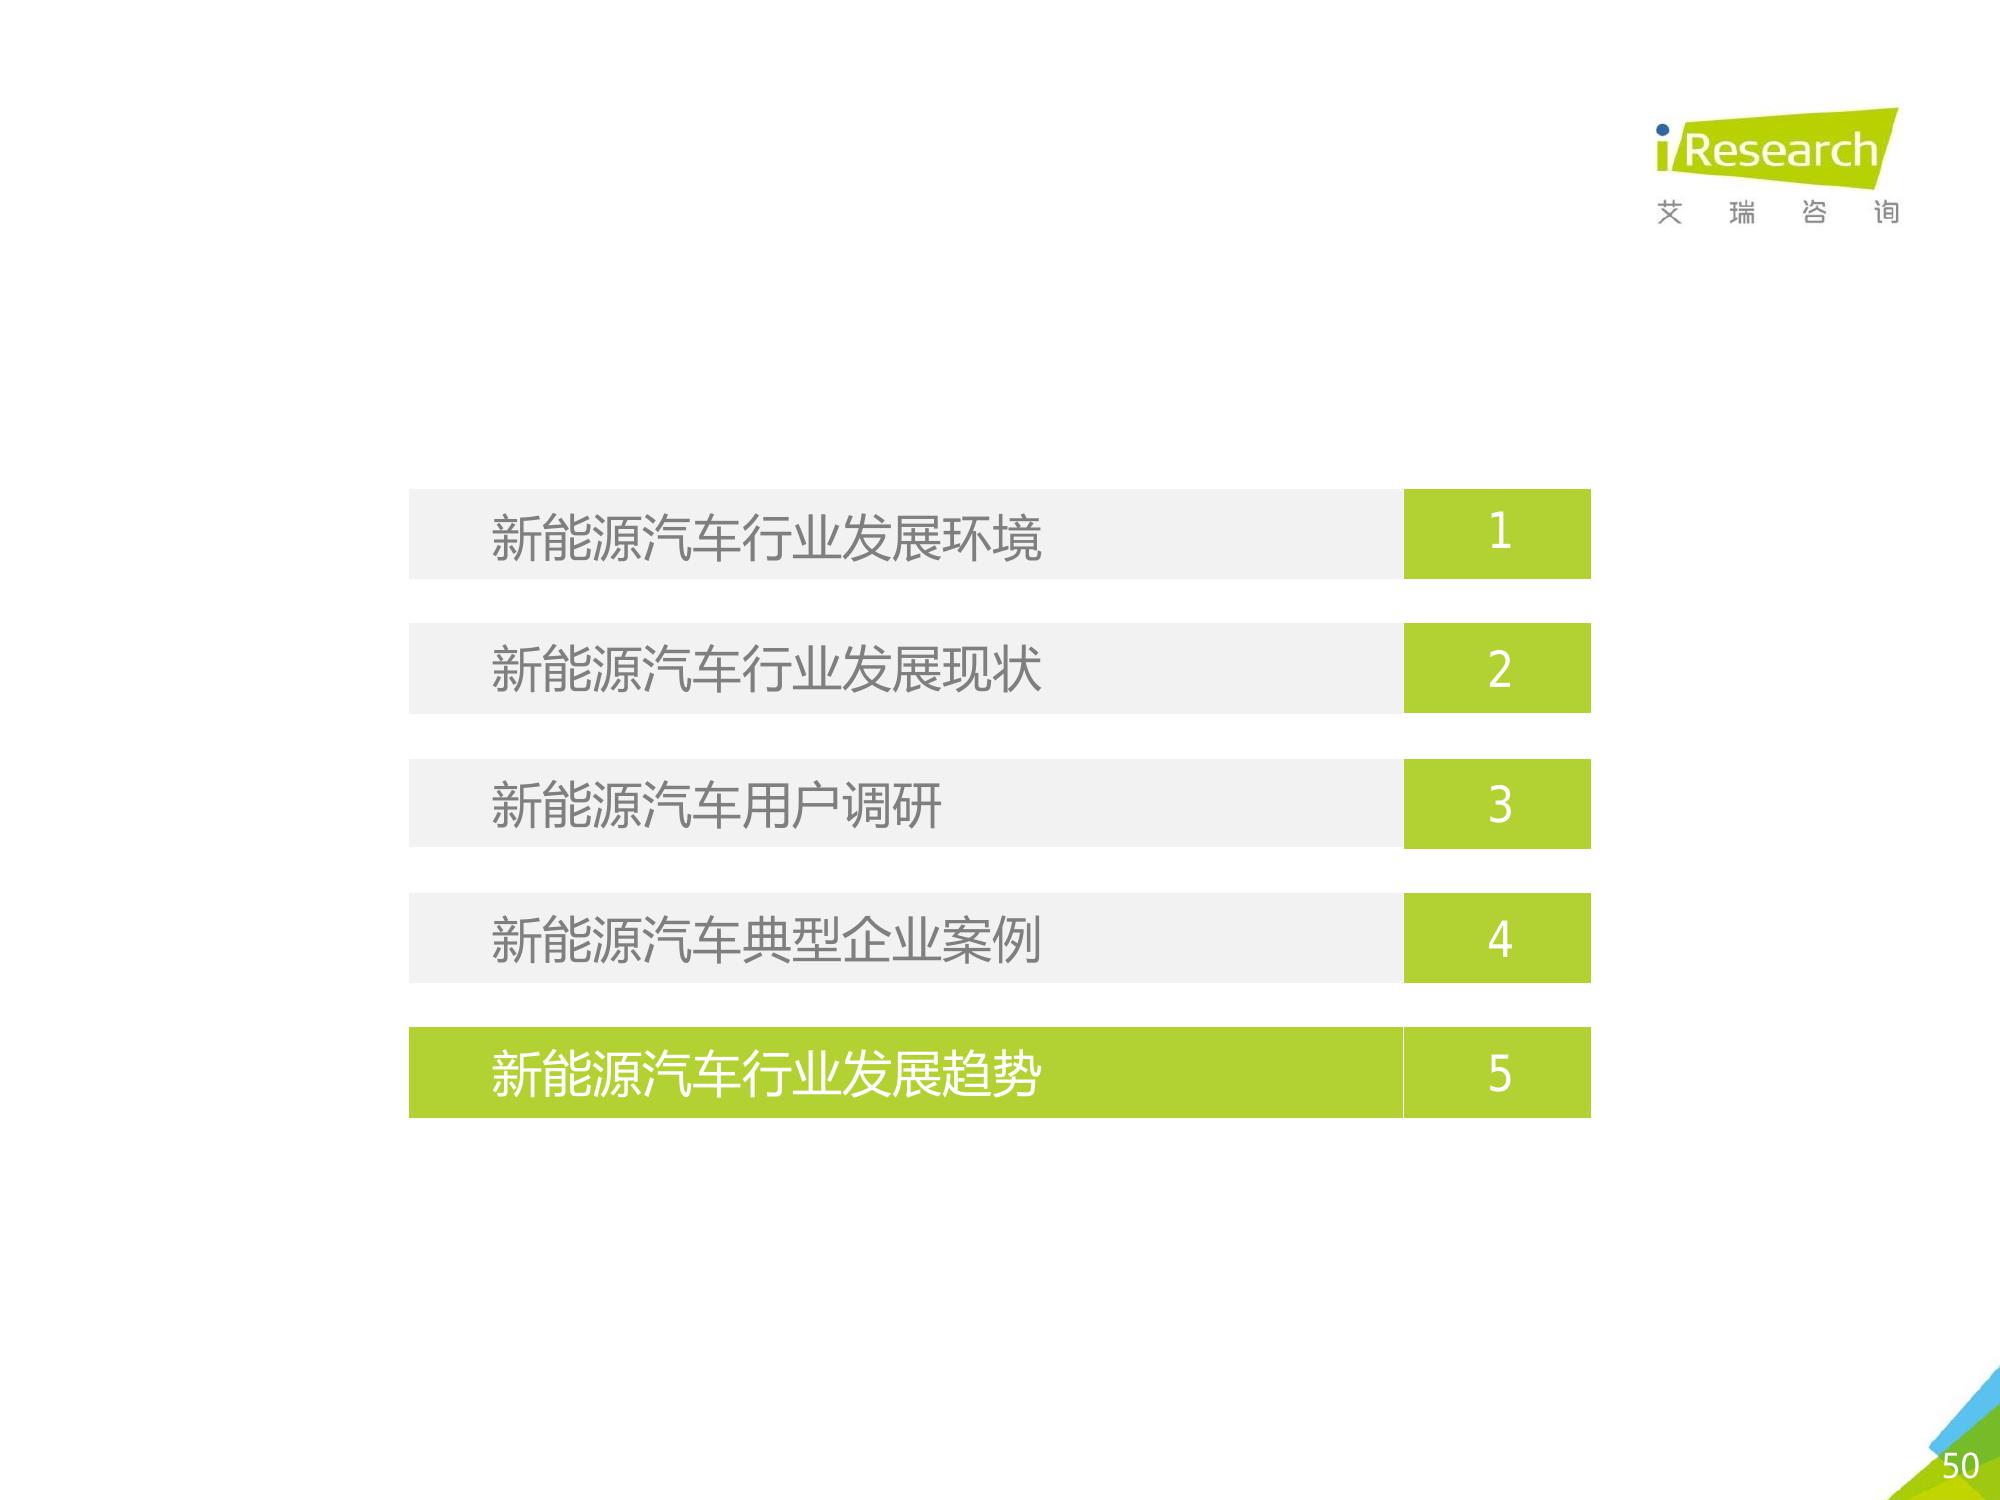 iResearch
艾瑞咨询
新能源汽车行业发展环境 1
新能源汽车行业发展现状 2
新能源汽车用户调研 3
新能源汽车典型企业案例 4
新能源汽车行业发展趋势 5
50